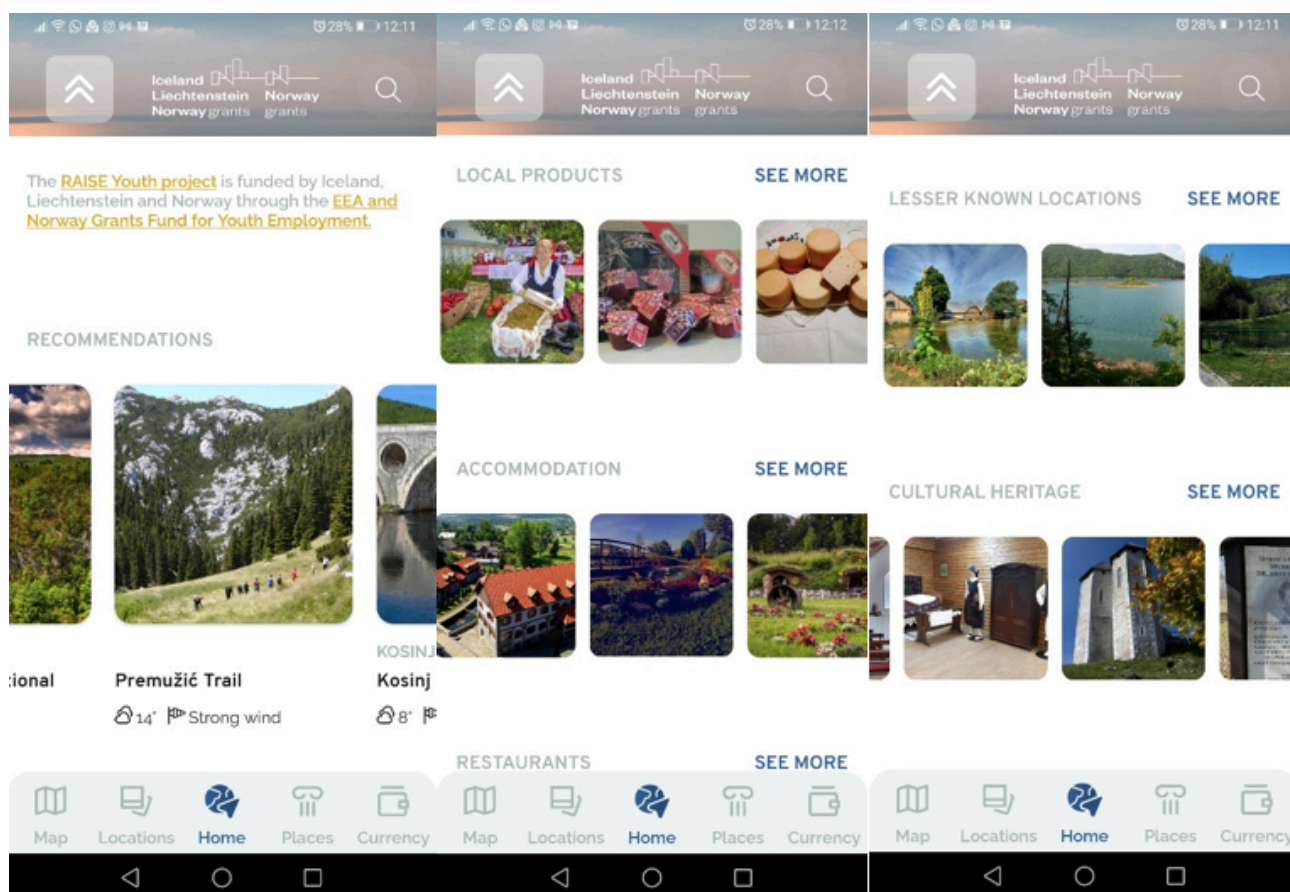 28% 12:11
Iceland
Liechtenstein Norway
Norway grants grants
The RAISE Youth project is funded by Iceland,
Liechtenstein and Norway through the EEA and
Norway Grants Fund for Youth Employment.
RECOMMENDATIONS
KOSINJ
tional Premužić Trail Kosinj
14° Strong wind 8°
Map Locations Home Places Currency
28% 12:12
Iceland
Liechtenstein Norway
Norway grants grants
LOCAL PRODUCTS SEE MORE
ACCOMMODATION SEE MORE
RESTAURANTS SEE MORE
Map Locations Home Places Currency
28% 12:11
Iceland
Liechtenstein Norway
Norway grants grants
LESSER KNOWN LOCATIONS SEE MORE
CULTURAL HERITAGE SEE MORE
Map Locations Home Places Currency